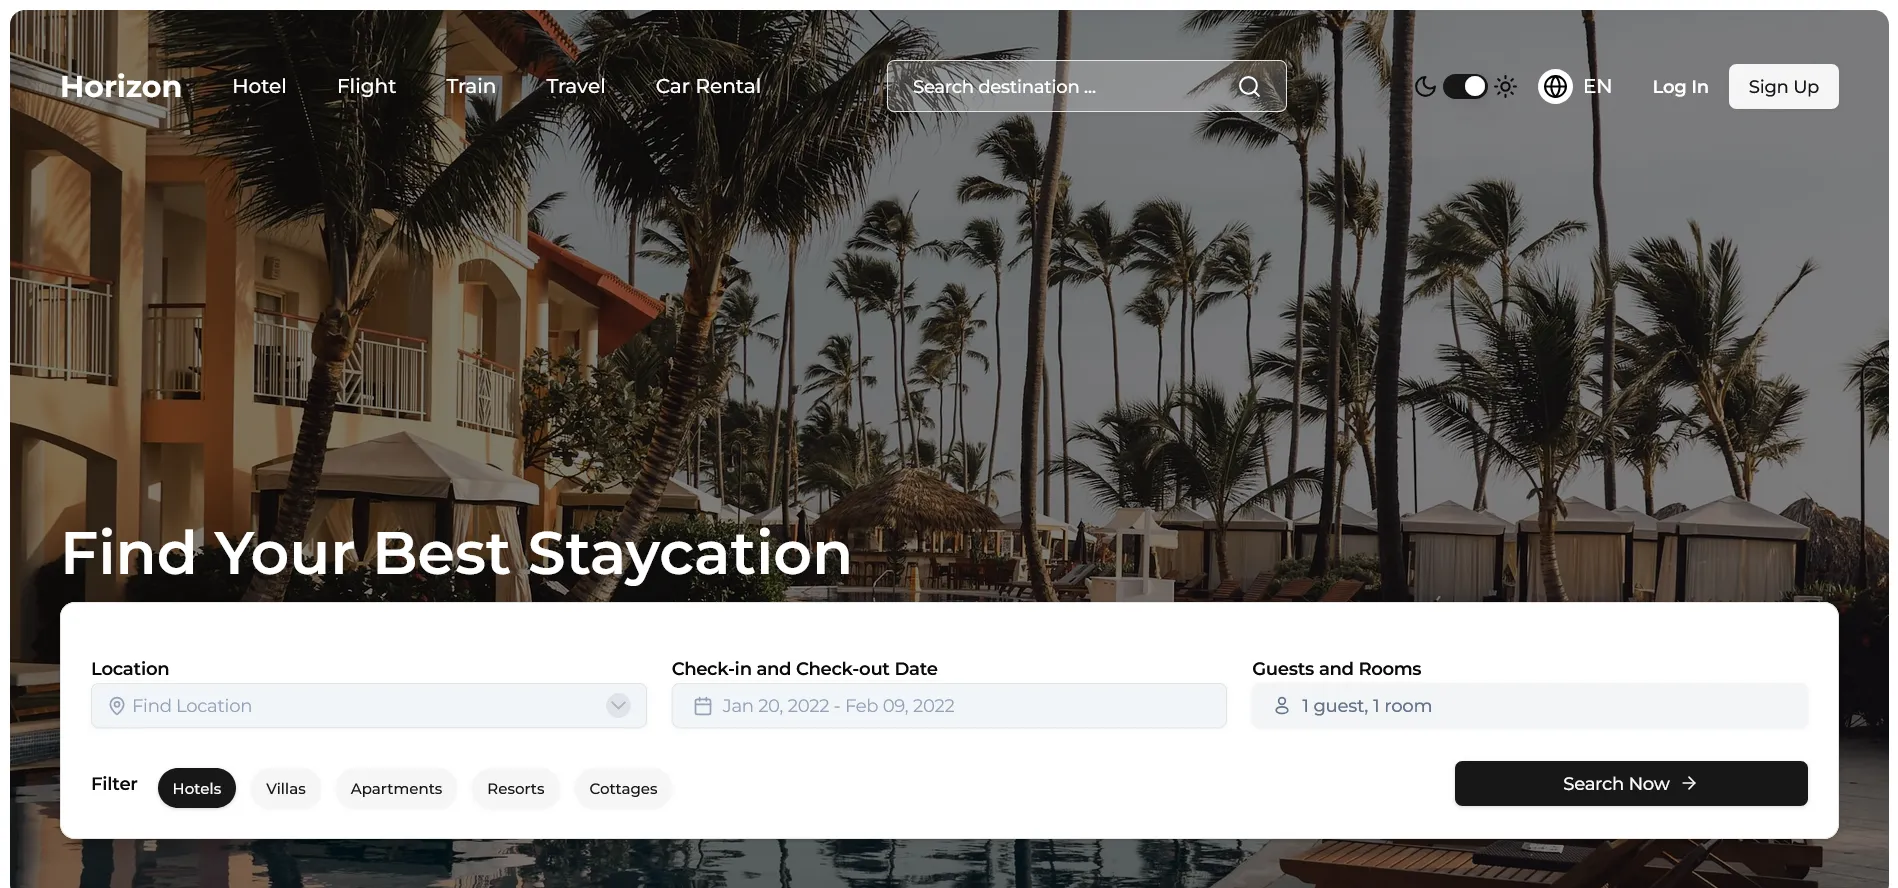 Horizon Hotel Flight Train Travel Car Rental Search destination ... EN Log In Sign Up
Find Your Best Staycation
Location Check-in and Check-out Date Guests and Rooms
Find Location Jan 20, 2022 - Feb 09, 2022 1 guest, 1 room
Filter Hotels Villas Apartments Resorts Cottages Search Now